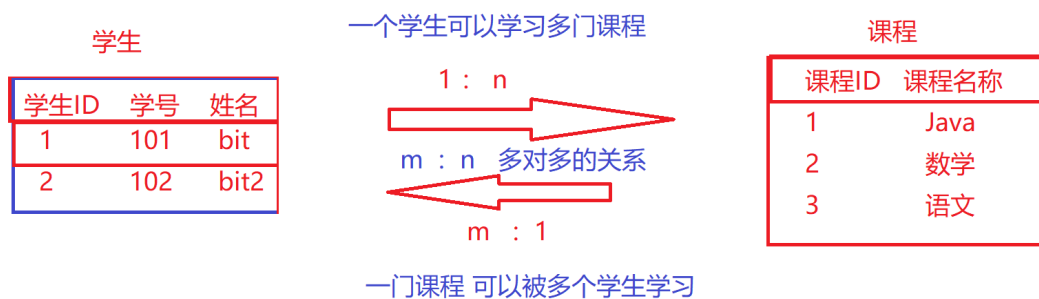 一个学生可以学习多门课程
学生
课程
学生ID 学号 姓名
1 101 bit
2 102 bit2
1： n
m ： n 多对多的关系
m ：1
课程ID 课程名称
1 Java
2 数学
3 语文
一门课程 可以被多个学生学习